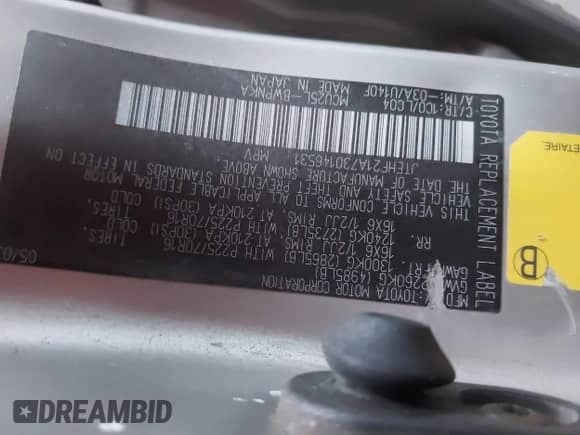 TOYOTA REPLACEMENT LABEL
TOYOTA MOTOR CORPORATION
05/03
2260KG (4985LB)
FRT. 1300KG (2865LB) WITH P225/70R16 TIRES.
16X6 1/2JJ RIMS, AT 210KPA (30PSI) COLD
RR. 1240KG (2735LB) WITH P225/70R16 TIRES.
16X6 1/2JJ RIMS, AT 210KPA (30PSI) COLD
THIS VEHICLE CONFORMS TO ALL APPLICABLE FEDERAL MOTOR
VEHICLE SAFETY AND THEFT PREVENTION STANDARDS IN EFFECT ON
THE DATE OF MANUFACTURE SHOWN ABOVE.
JTEHF21A730146531 MPV
C/TR:1C0/LC04 MCU25L-BWPNKA
A/TM:-03A/U140F MADE IN JAPAN
B
DREAMBID